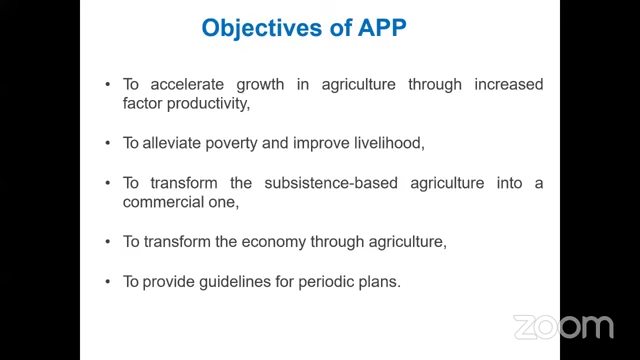 Objectives of APP
• To accelerate growth in agriculture through increased
factor productivity,
• To alleviate poverty and improve livelihood,
• To transform the subsistence-based agriculture into a
commercial one,
• To transform the economy through agriculture,
• To provide guidelines for periodic plans.
zoom